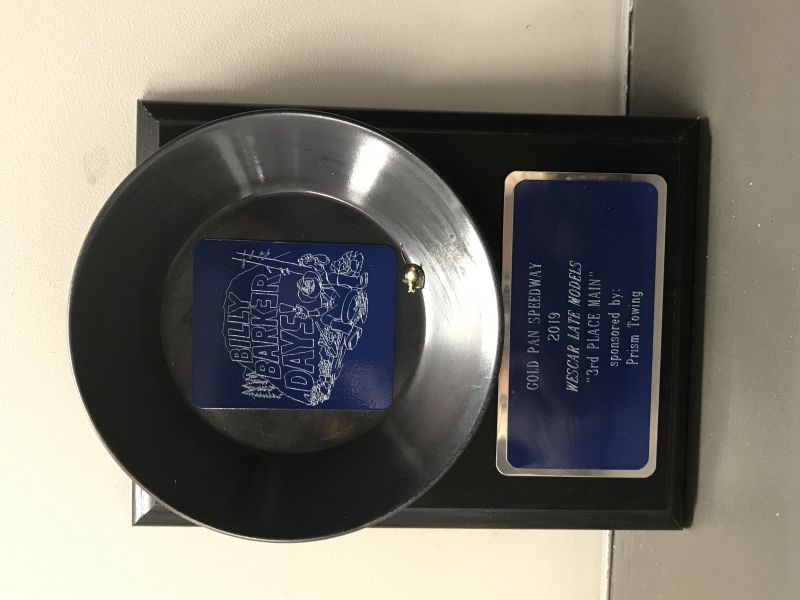 BILLY
BARKER
DAYS!
GOLD PAN SPEEDWAY
2019
WESCAR LATE MODELS
"3rd PLACE MAIN"
sponsored by:
Prism Towing